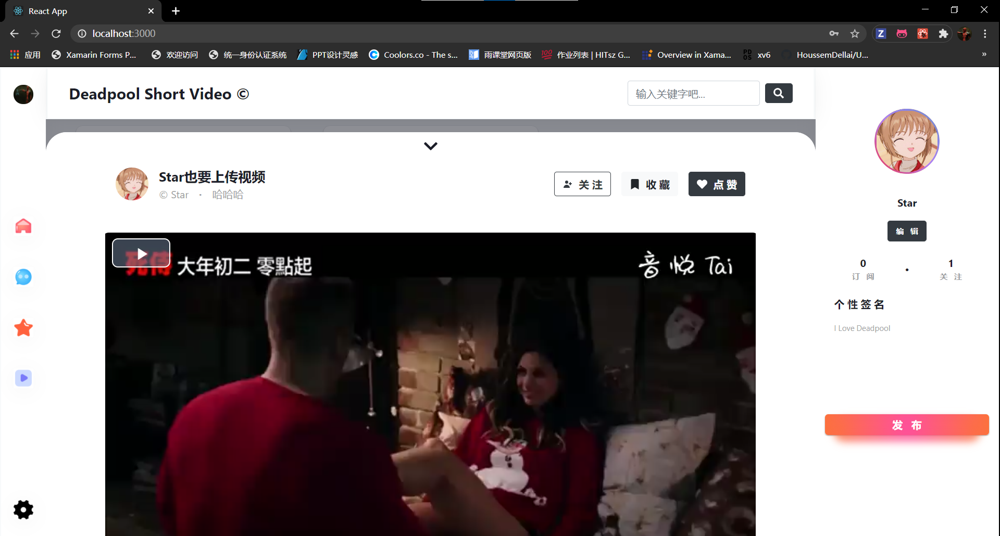 React App
localhost:3000
应用
Xamarin Forms P...
欢迎访问
统一身份认证系统
PPT设计灵感
Coolors.co - The s...
雨课堂网页版
100
作业列表 | HITsz G...
Overview in Xama...
PD
OS
xv6
HoussemDellai/U...
»
Deadpool Short Video ©
输入关键字吧...
Star也要上传视频
© Star · 哈哈哈
关 注
收 藏
点 赞
死侍 大年初二 零點起
音悦 Tai
Star
编 辑
0
订 阅
•
1
关 注
个 性 签 名
I Love Deadpool
发 布